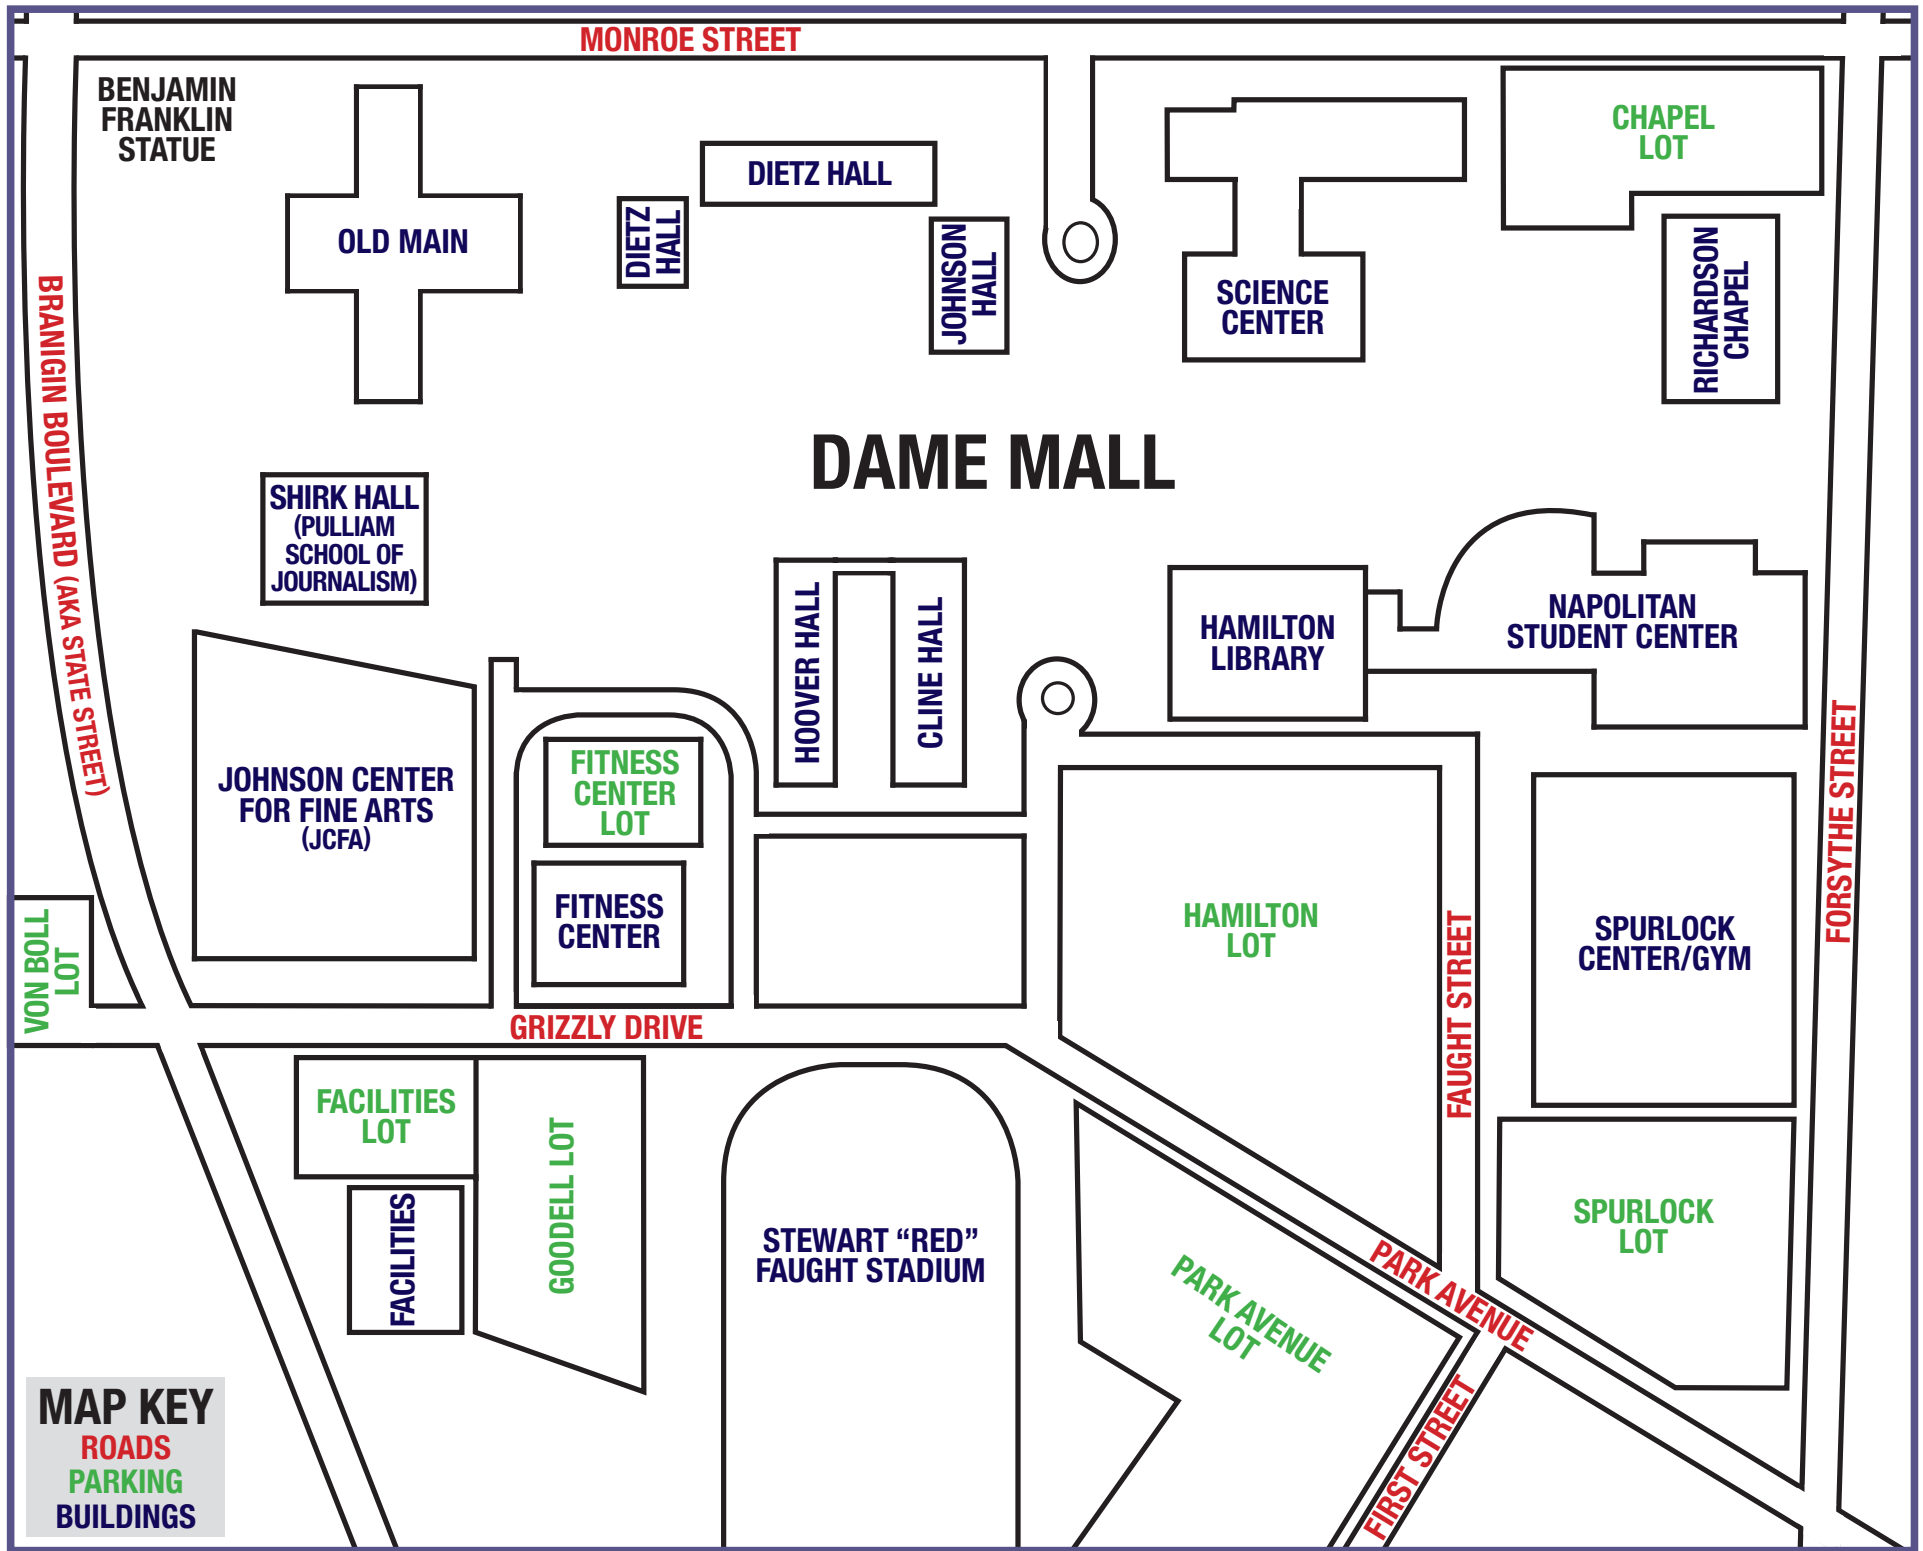 MONROE STREET
BENJAMIN
FRANKLIN
STATUE
OLD MAIN
DIETZ
HALL
DIETZ HALL
JOHNSON
HALL
SCIENCE
CENTER
CHAPEL
LOT
RICHARDSON
CHAPEL
BRANIGIN BOULEVARD (AKA STATE STREET)
DAME MALL
SHIRK HALL
(PULLIAM
SCHOOL OF
JOURNALISM)
HOOVER HALL
CLINE HALL
HAMILTON
LIBRARY
NAPOLITAN
STUDENT CENTER
JOHNSON CENTER
FOR FINE ARTS
(JCFA)
FITNESS
CENTER
LOT
FITNESS
CENTER
HAMILTON
LOT
FAUGHT STREET
SPURLOCK
CENTER/GYM
FORSYTHE STREET
VON BOLL
LOT
GRIZZLY DRIVE
FACILITIES
LOT
GOODELL LOT
FACILITIES
STEWART “RED”
FAUGHT STADIUM
PARK AVENUE
LOT
PARK AVENUE
SPURLOCK
LOT
FIRST STREET
MAP KEY
ROADS
PARKING
BUILDINGS